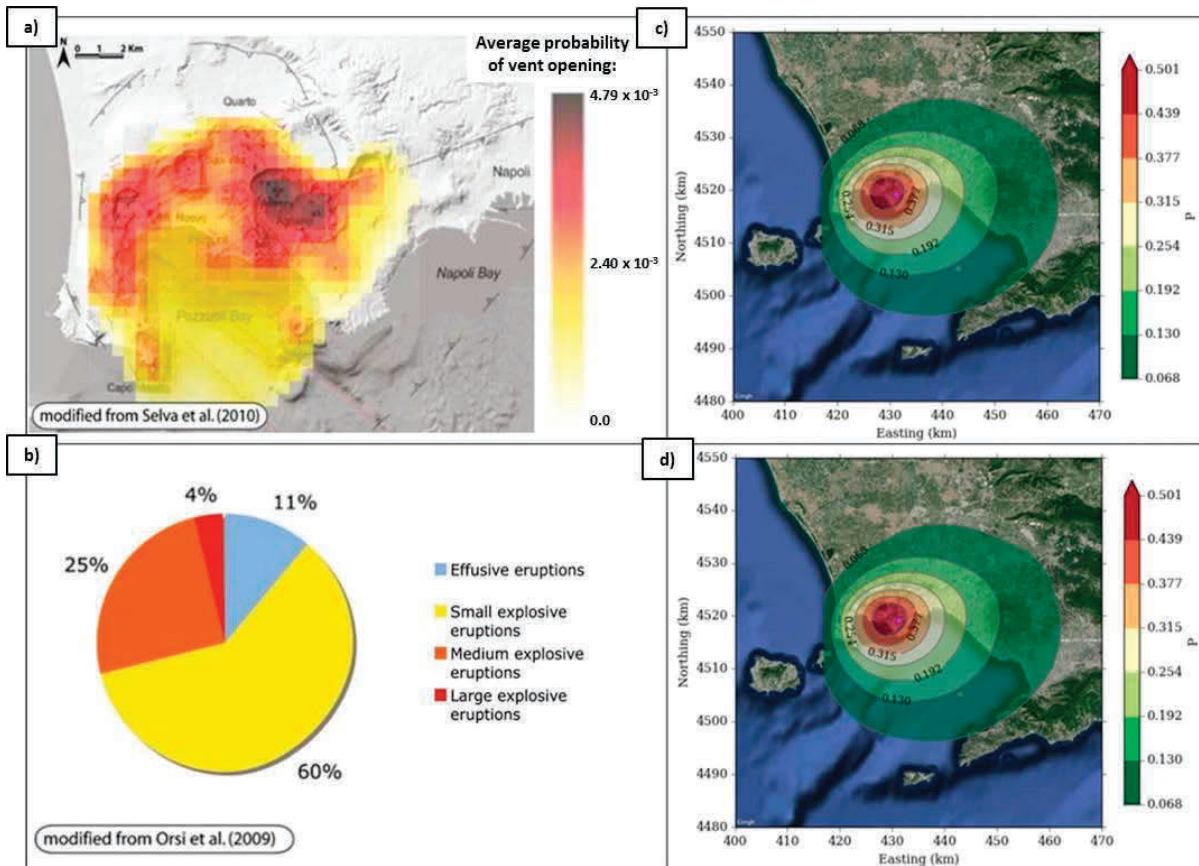 a)
N
0 1 2 Km
Average probability
of vent opening:
4.79 x 10⁻³
2.40 x 10⁻³
0.0
Quarto
Napoli
Napoli Bay
Pozzuoli Bay
modified from Selva et al. (2010)
b)
4%
11%
25%
60%
Effusive eruptions
Small explosive
eruptions
Medium explosive
eruptions
Large explosive
eruptions
modified from Orsi et al. (2009)
c)
4550
4540
4530
4520
4510
4500
4490
4480
Northing (km)
400 410 420 430 440 450 460 470
Easting (km)
0.068
0.377
0.315
0.192
0.130
0.501
0.439
0.377
0.315
0.254
0.192
0.130
0.068
P
d)
4550
4540
4530
4520
4510
4500
4490
4480
Northing (km)
400 410 420 430 440 450 460 470
Easting (km)
0.068
0.377
0.315
0.192
0.130
0.501
0.439
0.377
0.315
0.254
0.192
0.130
0.068
P